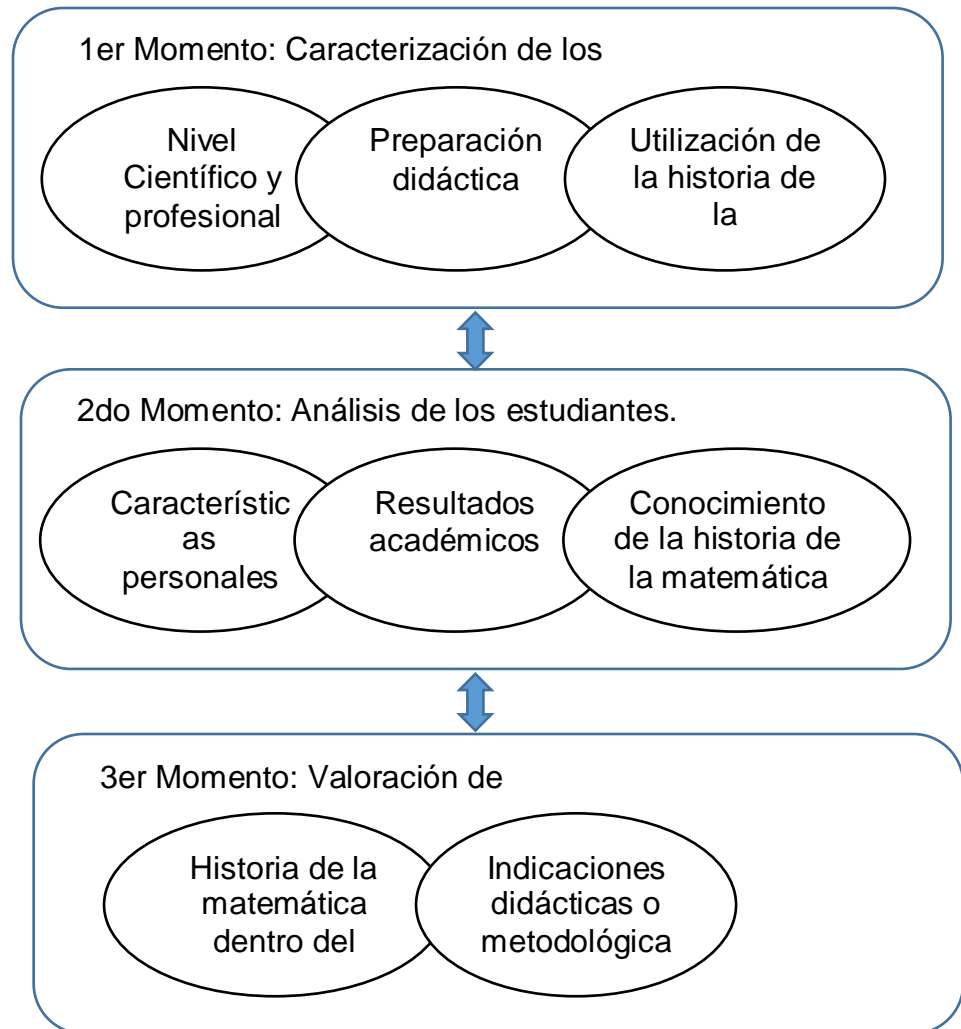 1er Momento: Caracterización de los
Nivel
Científico y
profesional
Preparación
didáctica
Utilización de
la historia de
la
2do Momento: Análisis de los estudiantes.
Característic
as
personales
Resultados
académicos
Conocimiento
de la historia de
la matemática
3er Momento: Valoración de
Historia de la
matemática
dentro del
Indicaciones
didácticas o
metodológica